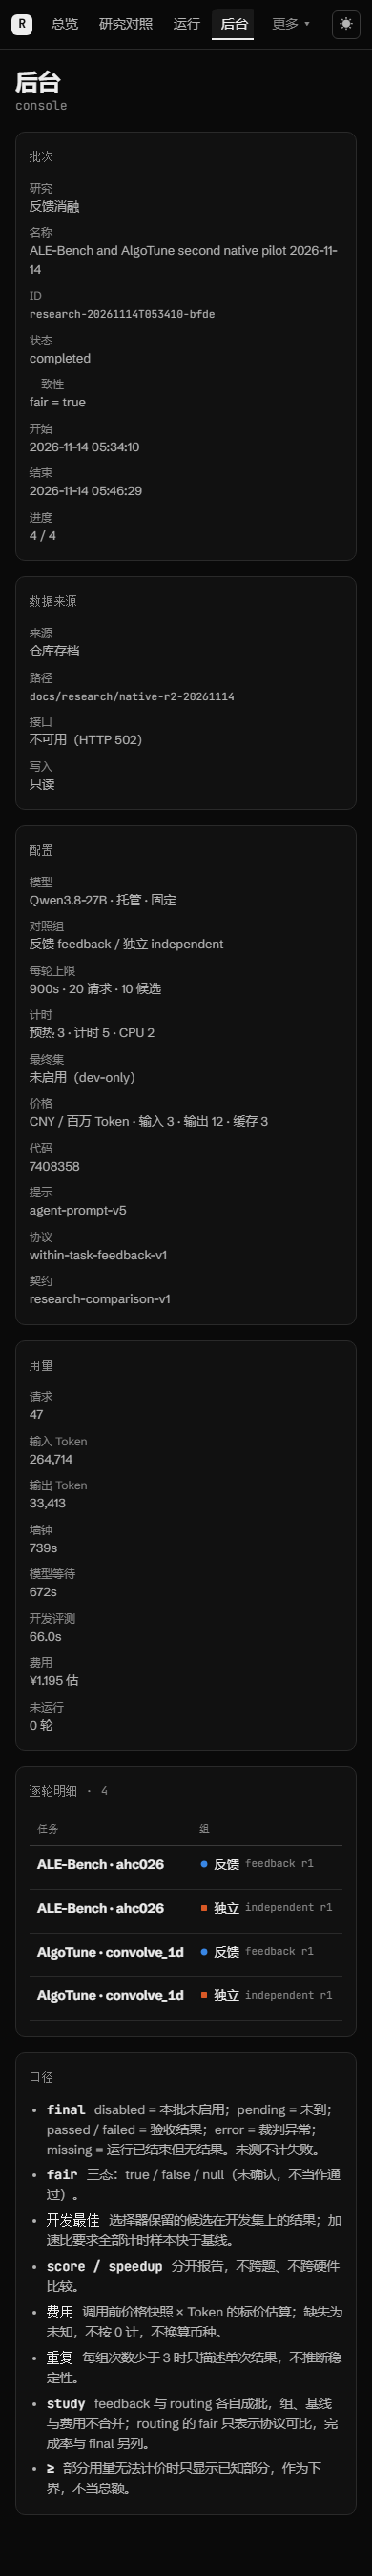 R 总览 研究对照 运行 后台 更多 ▾
后台
console
批次
研究
反馈消融
名称
ALE-Bench and AlgoTune second native pilot 2026-11-
14
ID
research-20261114T053410-bfde
状态
completed
一致性
fair = true
开始
2026-11-14 05:34:10
结束
2026-11-14 05:46:29
进度
4 / 4
数据来源
来源
仓库存档
路径
docs/research/native-r2-20261114
接口
不可用（HTTP 502）
写入
只读
配置
模型
Qwen3.8-27B · 托管 · 固定
对照组
反馈 feedback / 独立 independent
每轮上限
900s · 20 请求 · 10 候选
计时
预热 3 · 计时 5 · CPU 2
最终集
未启用（dev-only）
价格
CNY / 百万 Token · 输入 3 · 输出 12 · 缓存 3
代码
7408358
提示
agent-prompt-v5
协议
within-task-feedback-v1
契约
research-comparison-v1
用量
请求
47
输入 Token
264,714
输出 Token
33,413
墙钟
739s
模型等待
672s
开发评测
66.0s
费用
¥1.195 估
未运行
0 轮
逐轮明细 · 4
任务 组
ALE-Bench · ahc026 反馈 feedback r1
ALE-Bench · ahc026 独立 independent r1
AlgoTune · convolve_1d 反馈 feedback r1
AlgoTune · convolve_1d 独立 independent r1
口径
• final disabled = 本批未启用；pending = 未到；
passed / failed = 验收结果；error = 裁判异常；
missing = 运行已结束但无结果。未测不计失败。
• fair 三态：true / false / null（未确认，不当作通
过）。
• 开发最佳 选择器保留的候选在开发集上的结果；加
速比要求全部计时样本快于基线。
• score / speedup 分开报告，不跨题、不跨硬件
比较。
• 费用 调用前价格快照 × Token 的标价估算；缺失为
未知，不按 0 计，不换算币种。
• 重复 每组次数少于 3 时只描述单次结果，不推断稳
定性。
• study feedback 与 routing 各自成批，组、基线
与费用不合并；routing 的 fair 只表示协议可比，完
成率与 final 另列。
• ≥ 部分用量无法计价时只显示已知部分，作为下
界，不当总额。